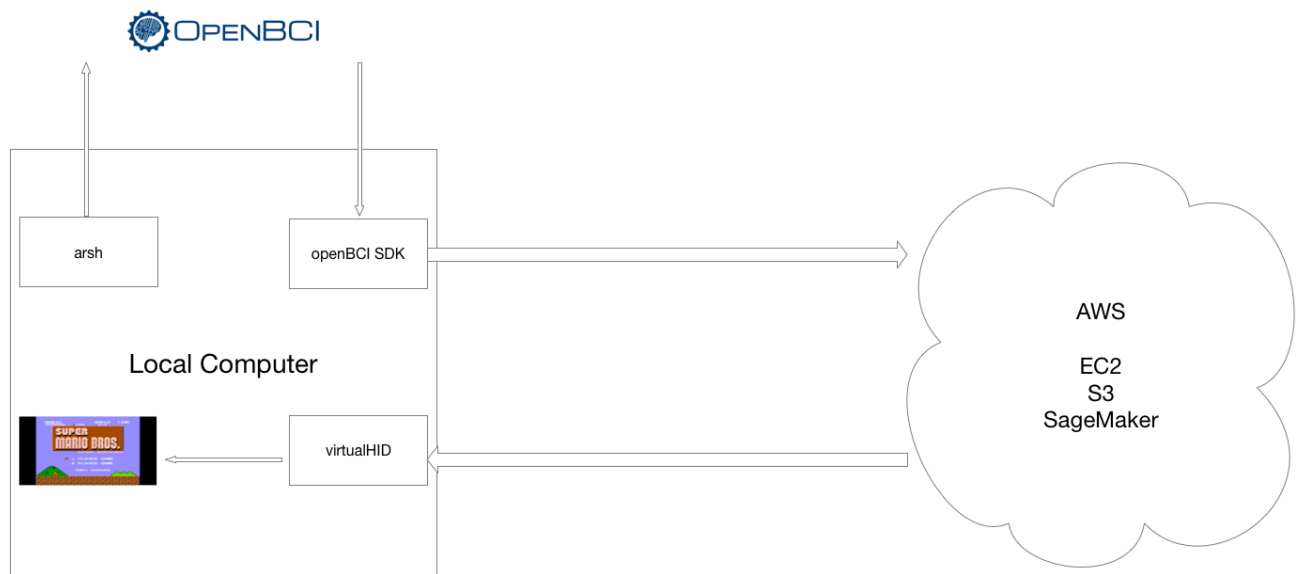 OPENBCI
arsh
openBCI SDK
AWS
Local Computer
EC2
S3
SageMaker
SUPER
MARIO BROS.
virtualHID